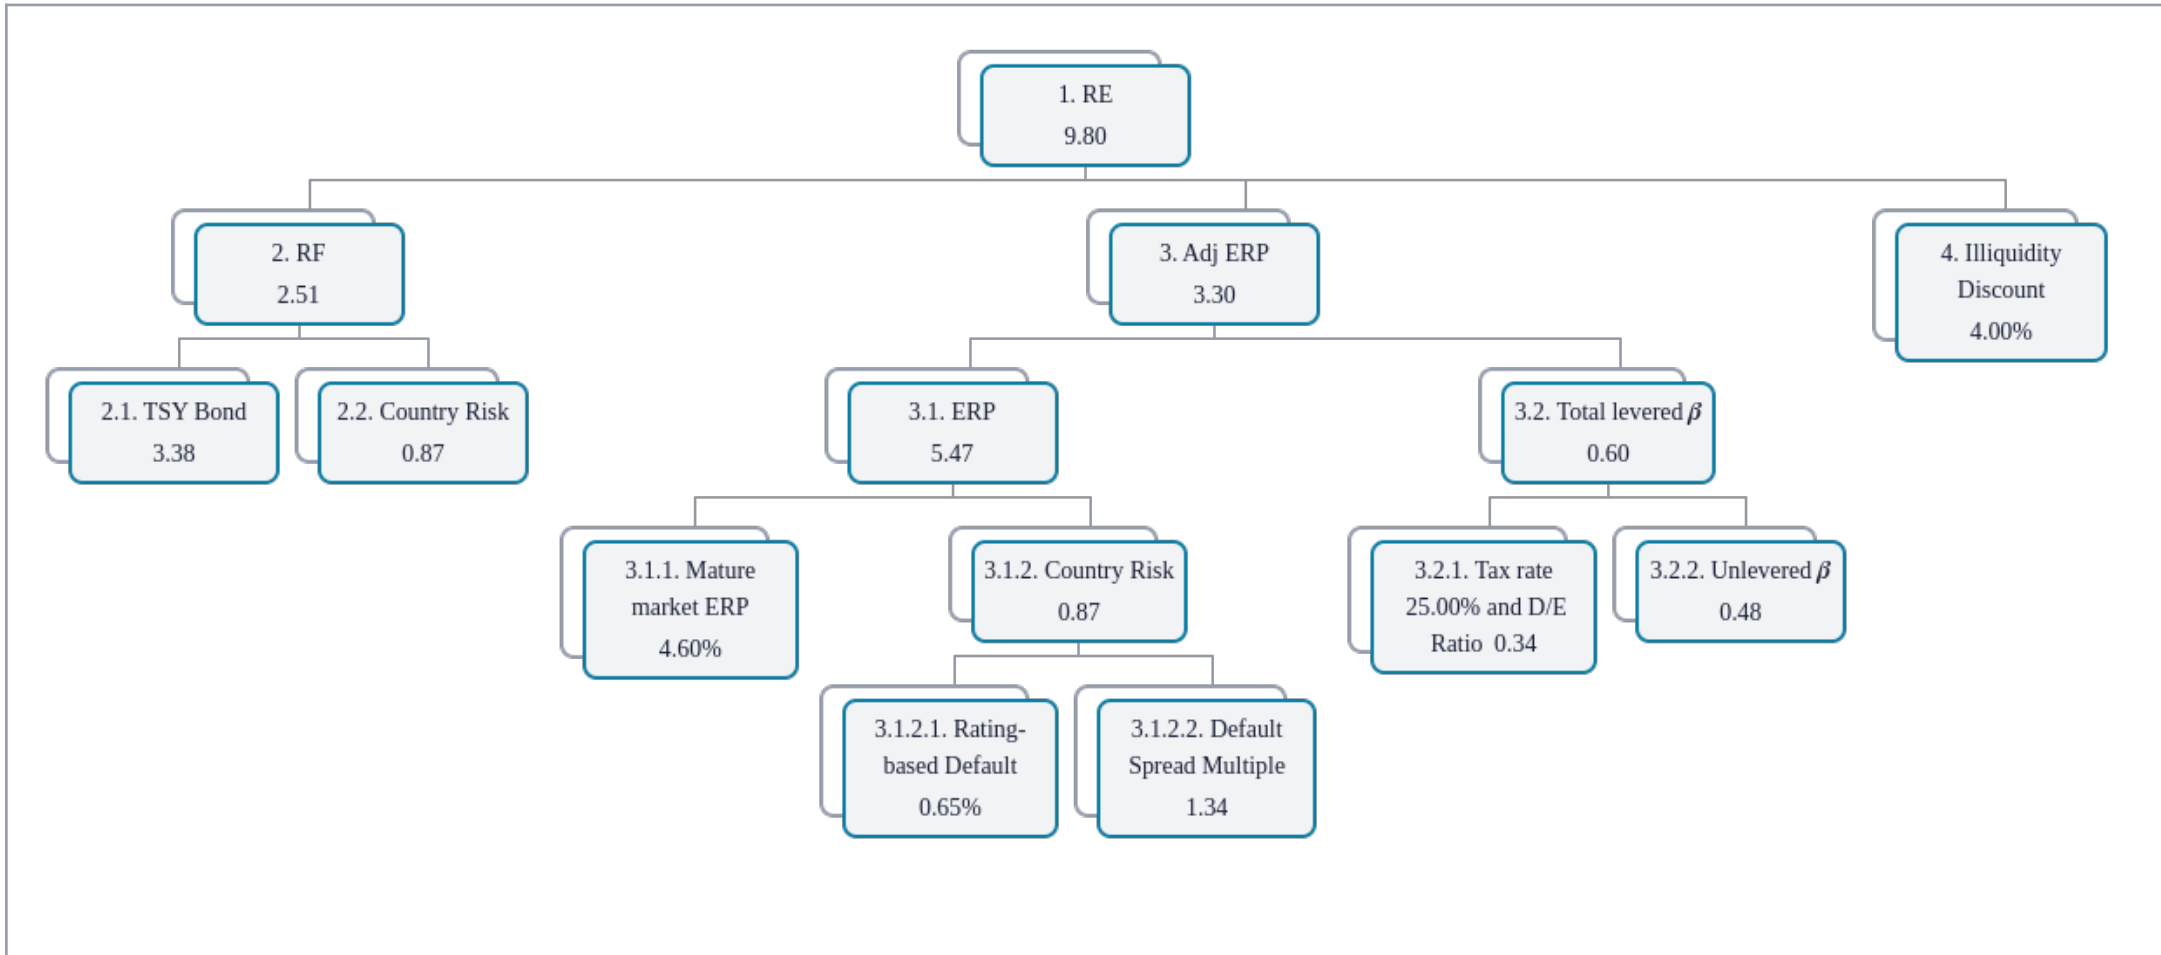 1. RE
9.80
2. RF
2.51
3. Adj ERP
3.30
4. Illiquidity
Discount
4.00%
2.1. TSY Bond
3.38
2.2. Country Risk
0.87
3.1. ERP
5.47
3.2. Total levered β
0.60
3.1.1. Mature
market ERP
4.60%
3.1.2. Country Risk
0.87
3.2.1. Tax rate
25.00% and D/E
Ratio 0.34
3.2.2. Unlevered β
0.48
3.1.2.1. Rating-
based Default
0.65%
3.1.2.2. Default
Spread Multiple
1.34